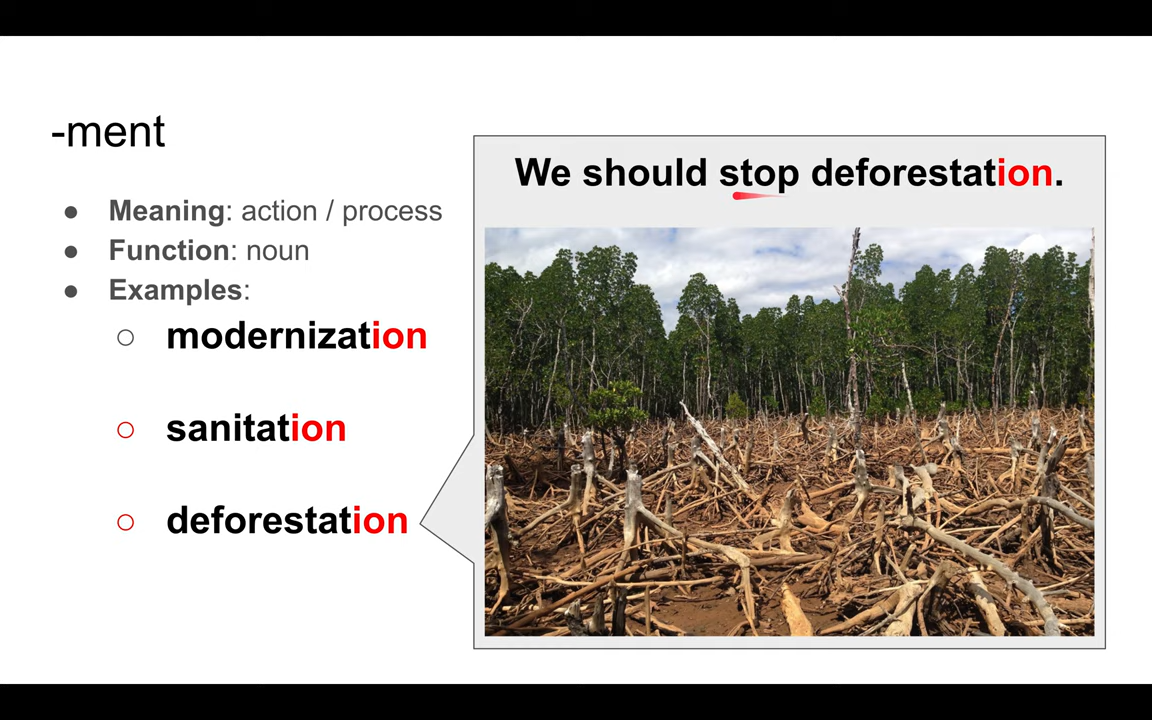 -ment
We should stop deforestation.
● Meaning: action / process
● Function: noun
● Examples:
○ modernization
○ sanitation
○ deforestation